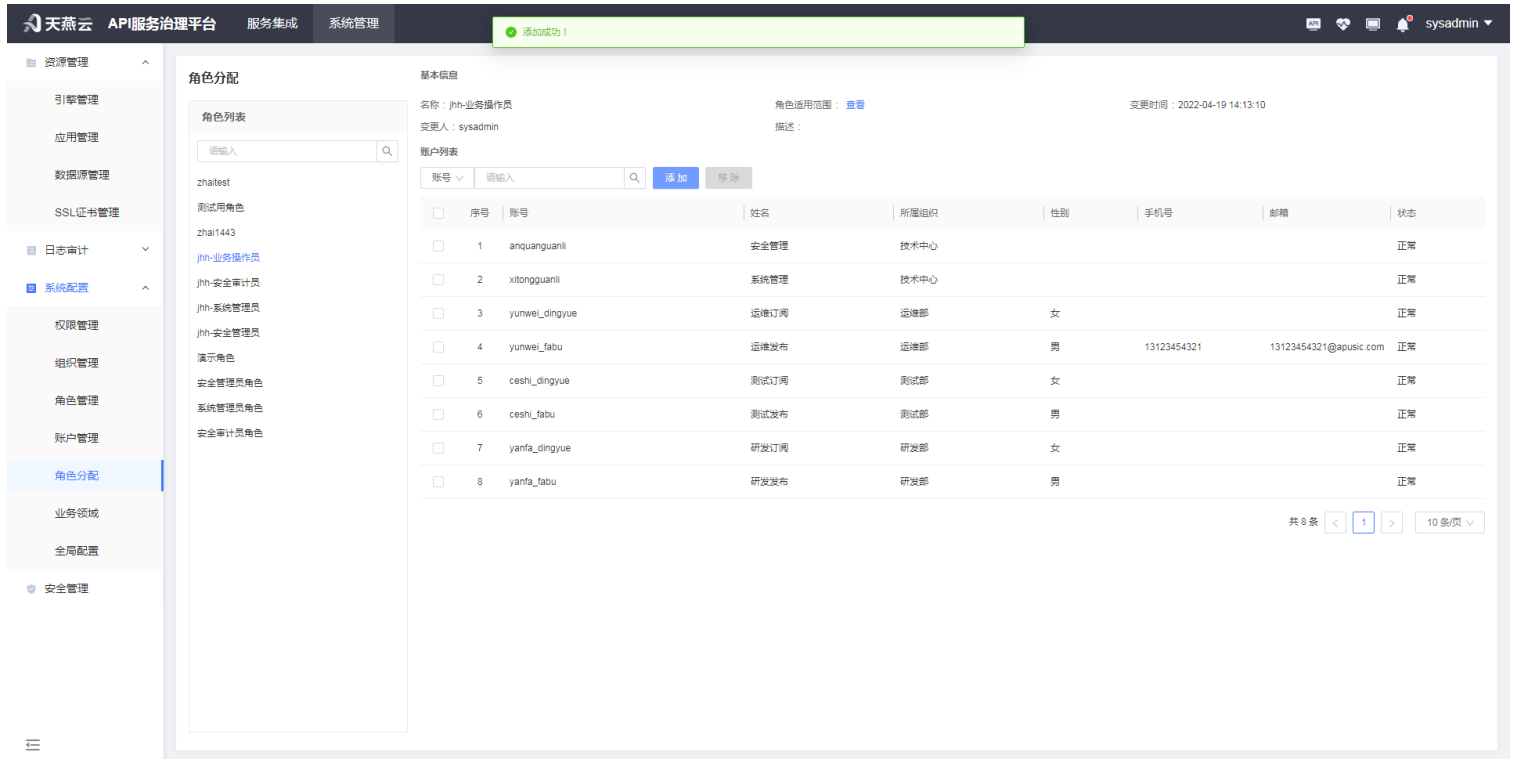 天燕云 API服务治理平台 服务集成 系统管理 添加成功！ API sysadmin
资源管理
引擎管理
应用管理
数据源管理
SSL证书管理
日志审计
系统配置
权限管理
组织管理
角色管理
账户管理
角色分配
业务领域
全局配置
安全管理
角色分配
角色列表
请输入
zhaitest
测试用角色
zhai1443
jhh-业务操作员
jhh-安全审计员
jhh-系统管理员
jhh-安全管理员
演示角色
安全管理员角色
系统管理员角色
安全审计员角色
基本信息
名称：jhh-业务操作员 角色适用范围： 查看 变更时间：2022-04-19 14:13:10
变更人：sysadmin 描述：
账户列表
账号 请输入 添加 移除
序号 账号 姓名 所属组织 性别 手机号 邮箱 状态
1 anquanguanli 安全管理 技术中心 正常
2 xitongguanli 系统管理 技术中心 正常
3 yunwei_dingyue 运维订阅 运维部 女 正常
4 yunwei_fabu 运维发布 运维部 男 13123454321 13123454321@apusic.com 正常
5 ceshi_dingyue 测试订阅 测试部 女 正常
6 ceshi_fabu 测试发布 测试部 男 正常
7 yanfa_dingyue 研发订阅 研发部 女 正常
8 yanfa_fabu 研发发布 研发部 男 正常
共 8 条 < 1 > 10 条/页